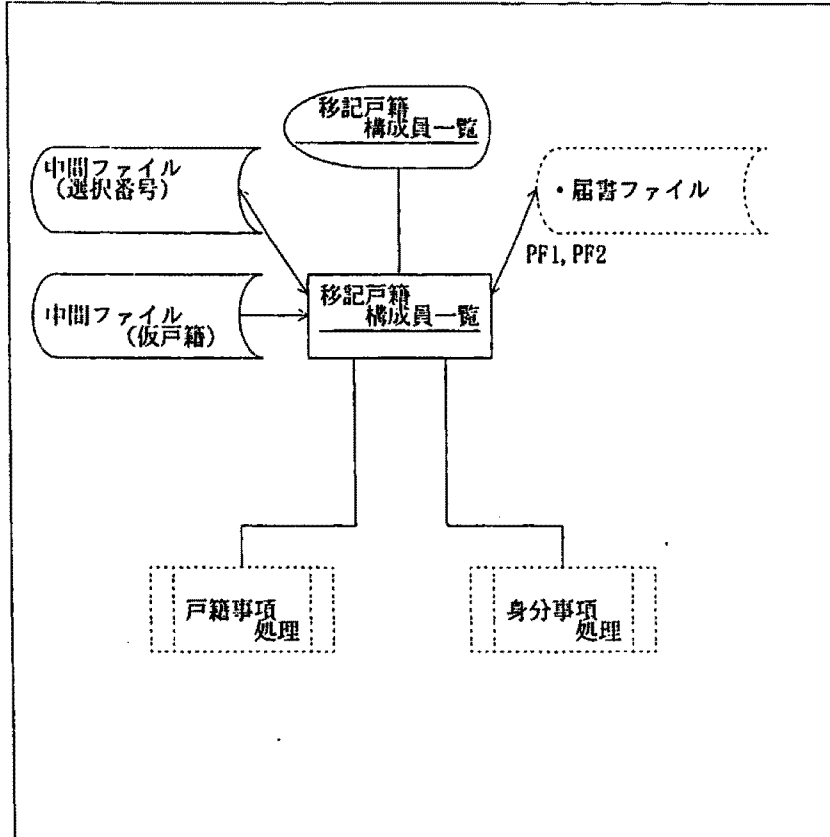 移記戸籍
構成員一覧
中間ファイル
(選択番号)
・届書ファイル
PF1, PF2
中間ファイル
(仮戸籍)
移記戸籍
構成員一覧
戸籍事項
処理
身分事項
処理